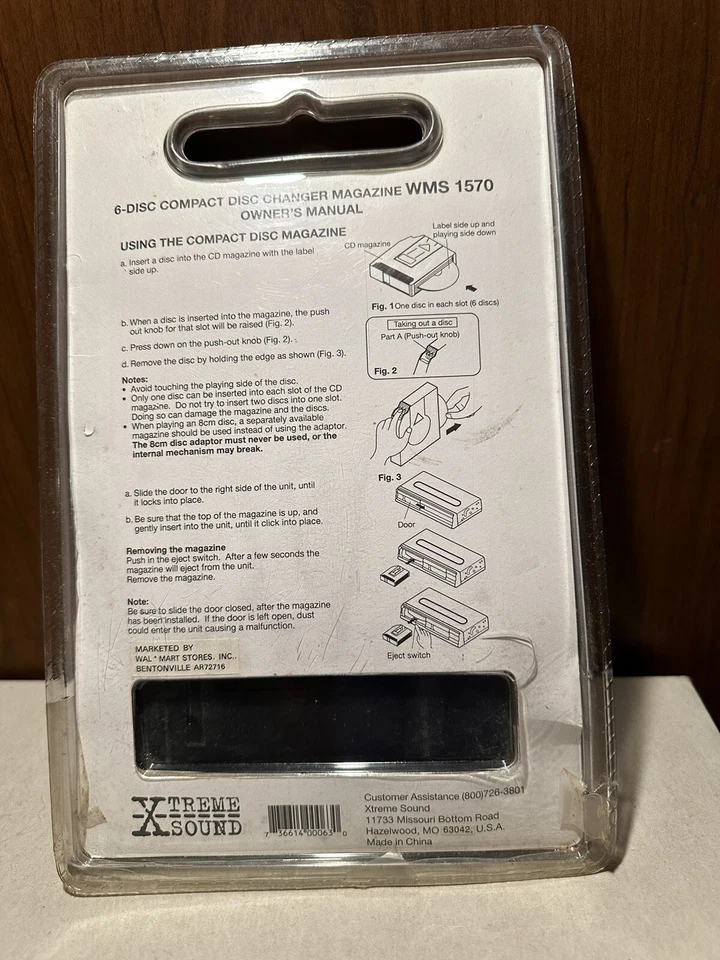 6-DISC COMPACT DISC CHANGER MAGAZINE WMS 1570
OWNER'S MANUAL
USING THE COMPACT DISC MAGAZINE
a. Insert a disc into the CD magazine with the label
side up.
CD magazine
Label side up and
playing side down
Fig. 1 One disc in each slot (6 discs)
b. When a disc is inserted into the magazine, the push
out knob for that slot will be raised (Fig. 2).
c. Press down on the push-out knob (Fig. 2).
d. Remove the disc by holding the edge as shown (Fig. 3).
Taking out a disc
Part A (Push-out knob)
Fig. 2
Notes:
• Avoid touching the playing side of the disc.
• Only one disc can be inserted into each slot of the CD
magazine. Do not try to insert two discs into one slot.
Doing so can damage the magazine and the discs.
• When playing an 8cm disc, a separately available
magazine should be used instead of using the adaptor.
The 8cm disc adaptor must never be used, or the
internal mechanism may break.
Fig. 3
a. Slide the door to the right side of the unit, until
it locks into place.
b. Be sure that the top of the magazine is up, and
gently insert into the unit, until it click into place.
Door
Removing the magazine
Push in the eject switch. After a few seconds the
magazine will eject from the unit.
Remove the magazine.
Note:
Be sure to slide the door closed, after the magazine
has been installed. If the door is left open, dust
could enter the unit causing a malfunction.
Eject switch
MARKETED BY
WAL*MART STORES, INC.,
BENTONVILLE AR72716
XTREME
SOUND
7 36614 00063 0
Customer Assistance (800)726-3801
Xtreme Sound
11733 Missouri Bottom Road
Hazelwood, MO 63042, U.S.A.
Made in China